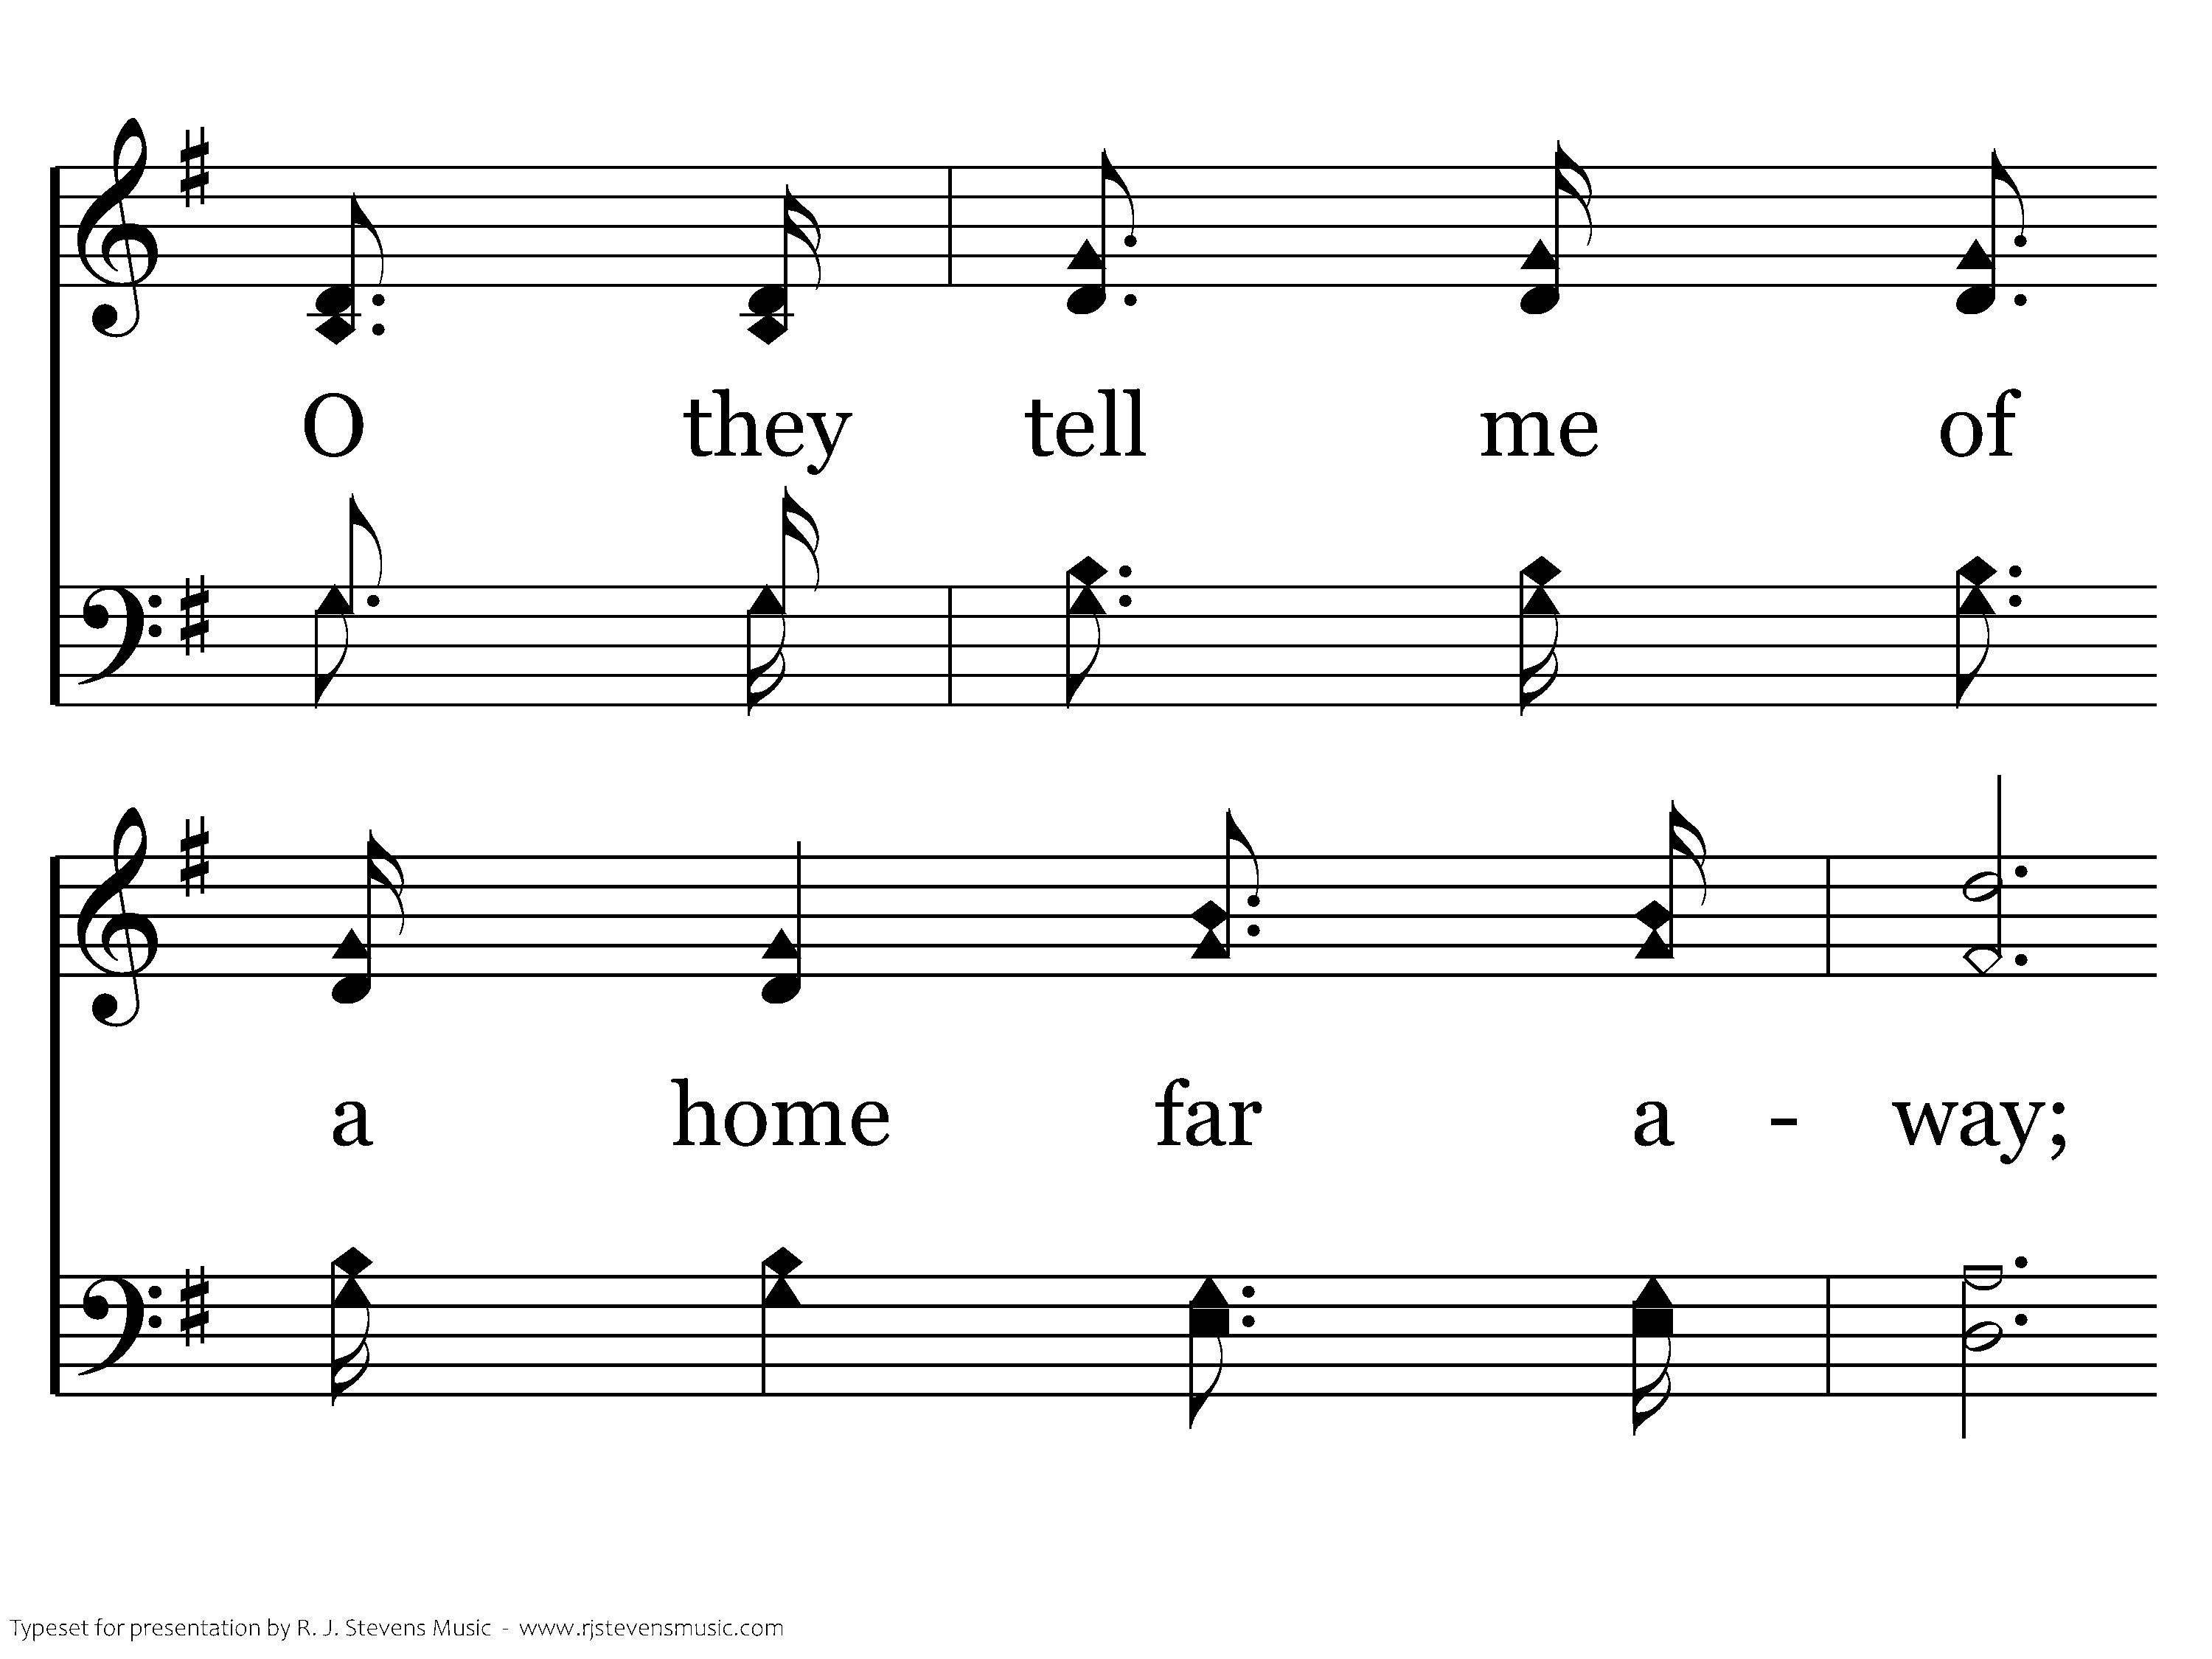 O they tell me of
a home far a - way;
Typeset for presentation by R. J. Stevens Music - www.rjstevensmusic.com